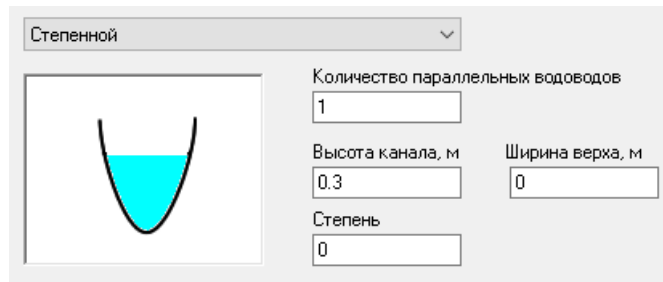 Степенной
Количество параллельных водоводов
1
Высота канала, м
Ширина верха, м
0.3
0
Степень
0